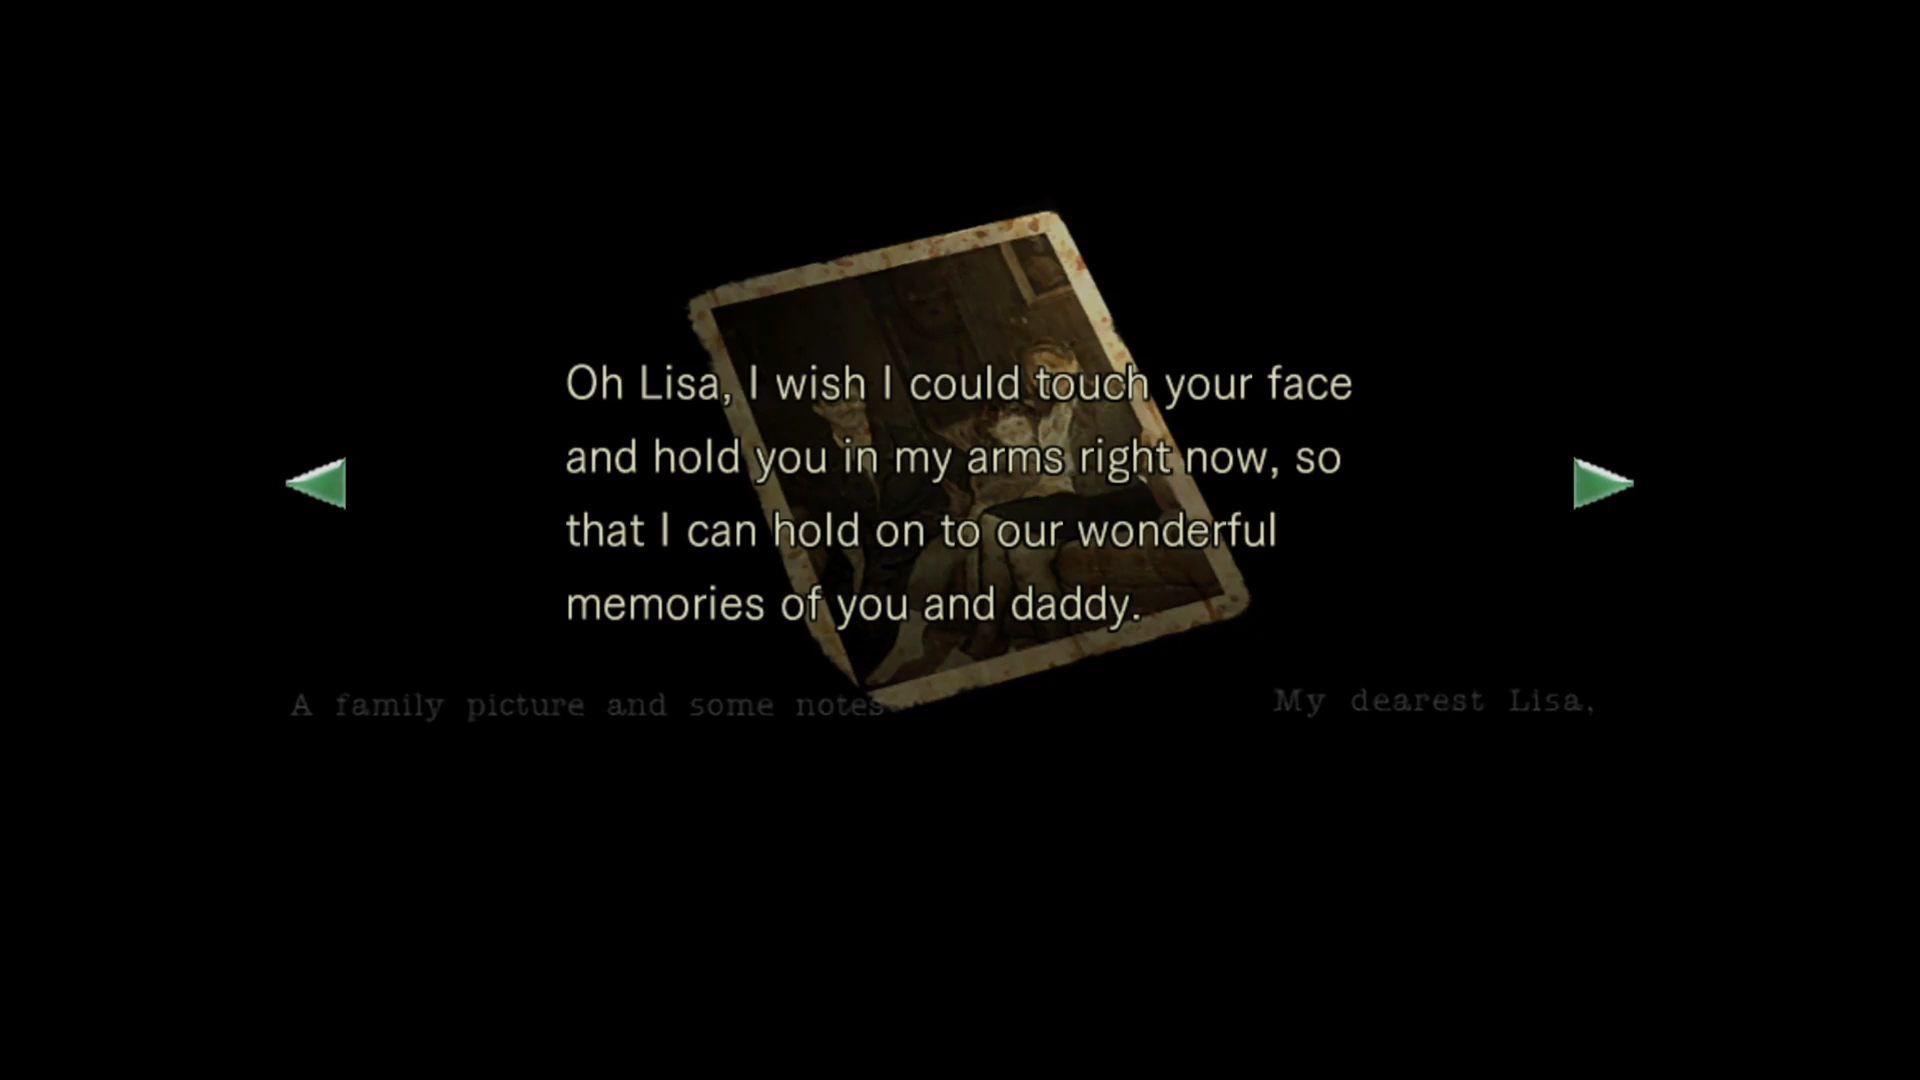 Oh Lisa, I wish I could touch your face
and hold you in my arms right now, so
that I can hold on to our wonderful
memories of you and daddy.
A family picture and some notes
My dearest Lisa,